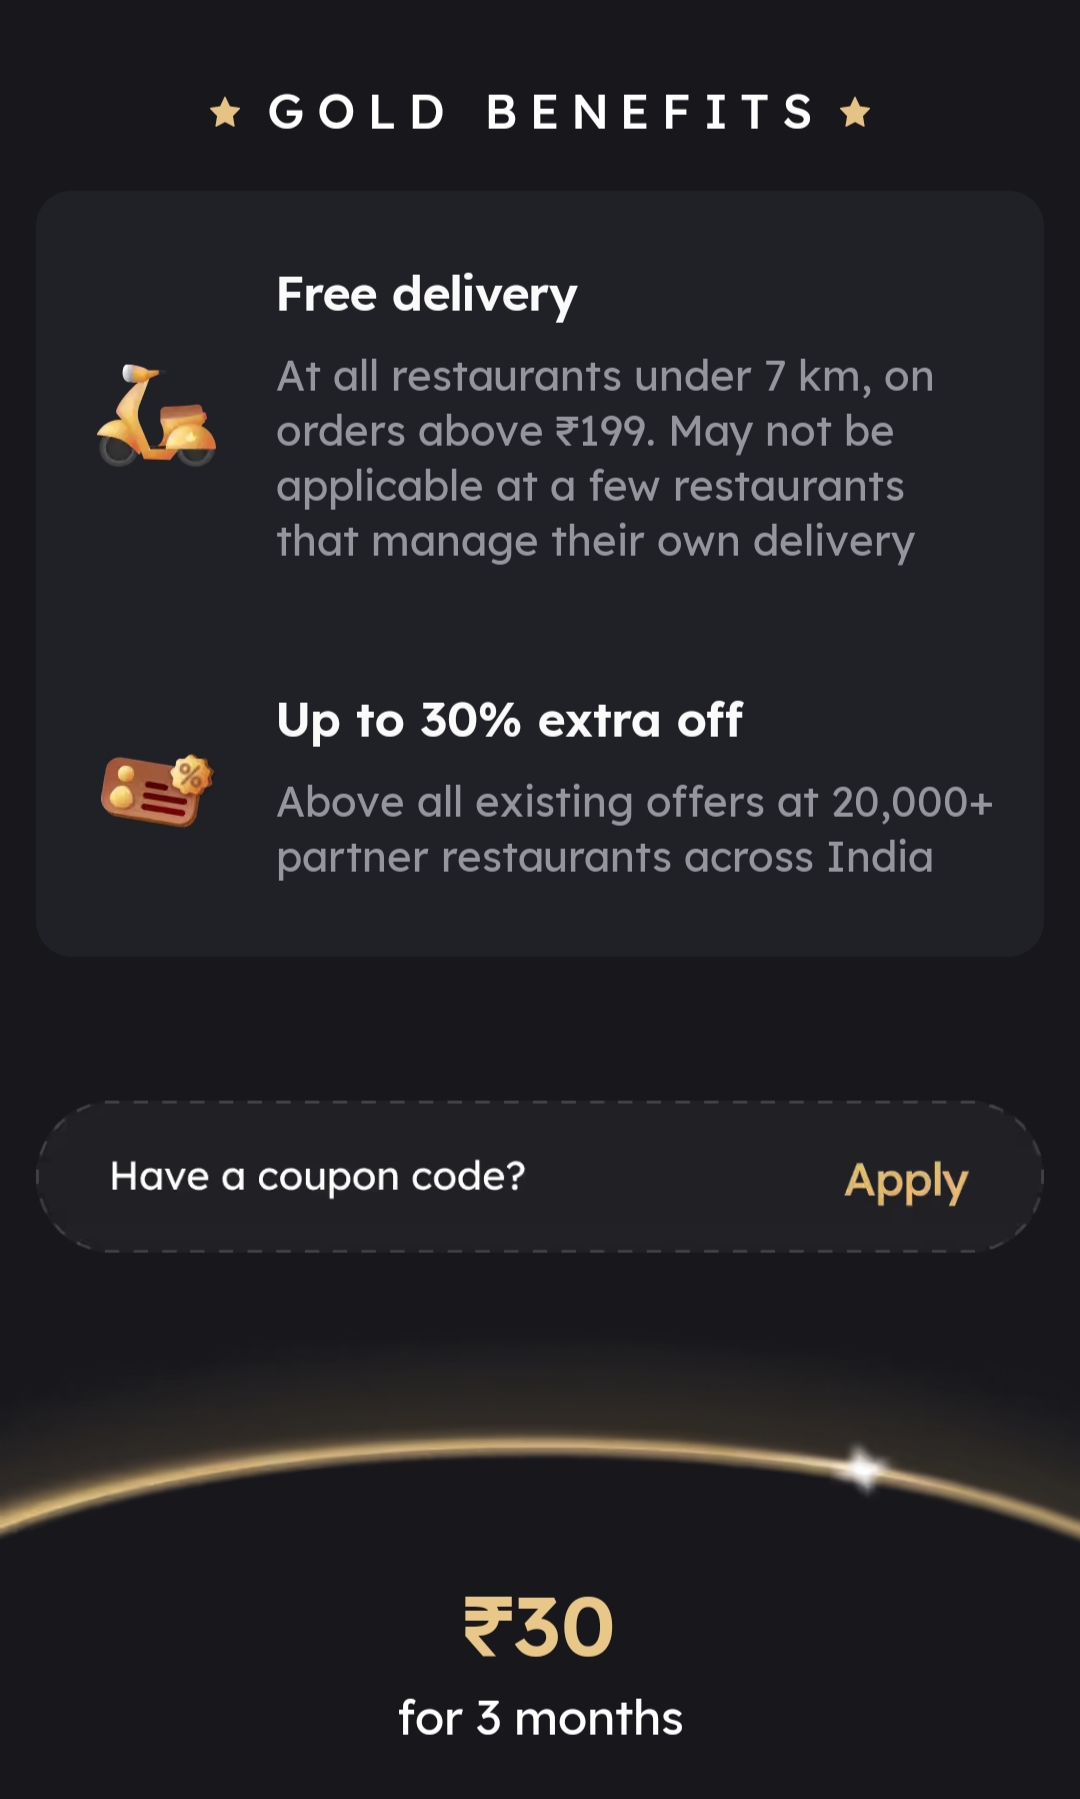 GOLD BENEFITS
Free delivery
At all restaurants under 7 km, on
orders above ₹199. May not be
applicable at a few restaurants
that manage their own delivery
Up to 30% extra off
Above all existing offers at 20,000+
partner restaurants across India
Have a coupon code?
Apply
₹30
for 3 months